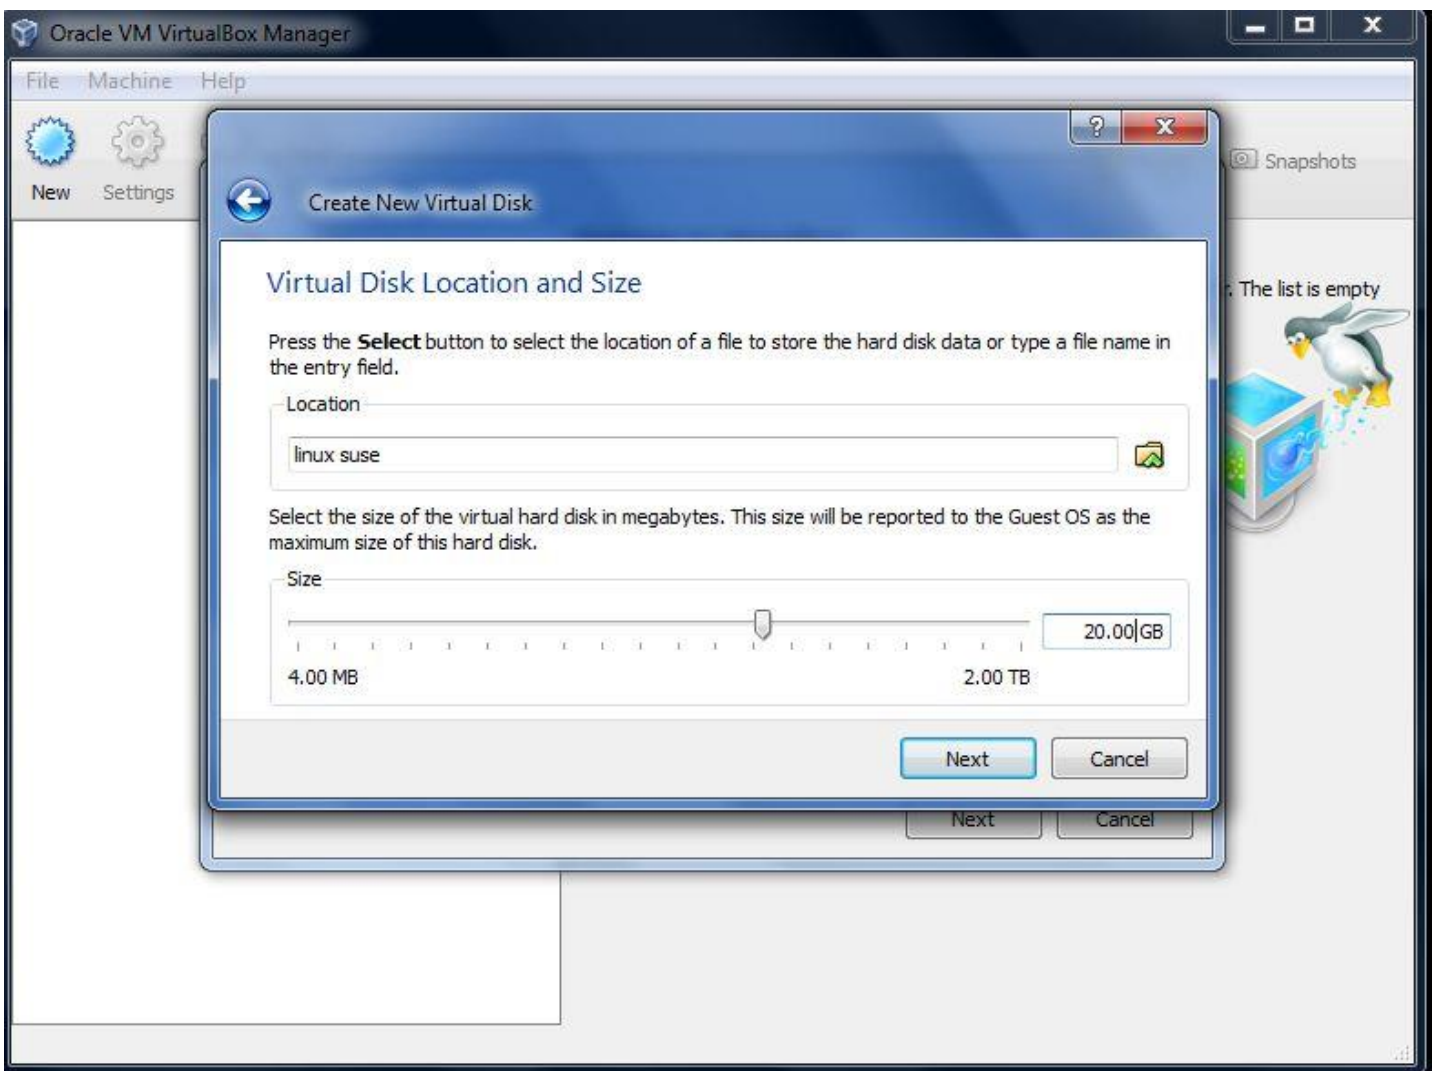 Oracle VM VirtualBox Manager
File Machine Help
New Settings
Snapshots
Create New Virtual Disk
Virtual Disk Location and Size
. The list is empty
Press the Select button to select the location of a file to store the hard disk data or type a file name in
the entry field.
Location
linux suse
Select the size of the virtual hard disk in megabytes. This size will be reported to the Guest OS as the
maximum size of this hard disk.
Size
20.00 GB
4.00 MB 2.00 TB
Next Cancel
Next Cancel